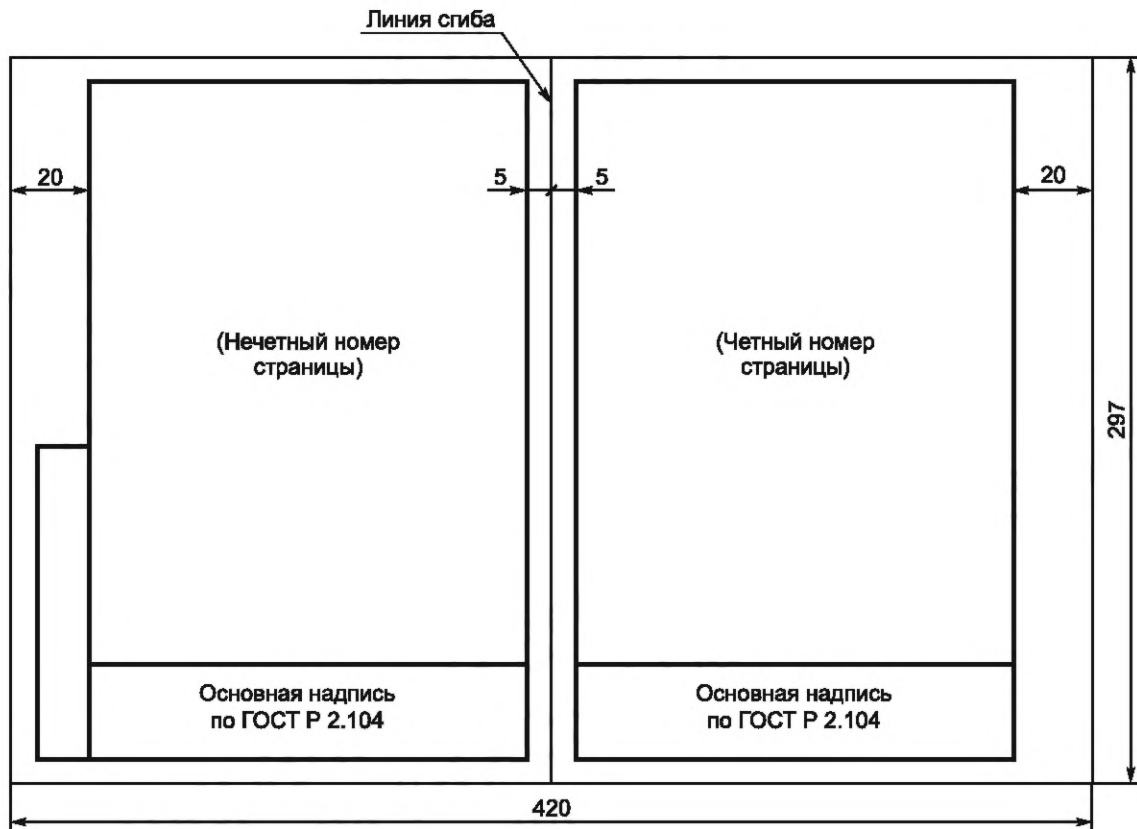 Линия сгиба
20
5
5
20
(Нечетный номер
страницы)
(Четный номер
страницы)
297
Основная надпись
по ГОСТ Р 2.104
Основная надпись
по ГОСТ Р 2.104
420